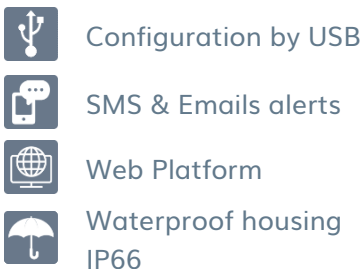 Configuration by USB
SMS & Emails alerts
Web Platform
Waterproof housing
IP66